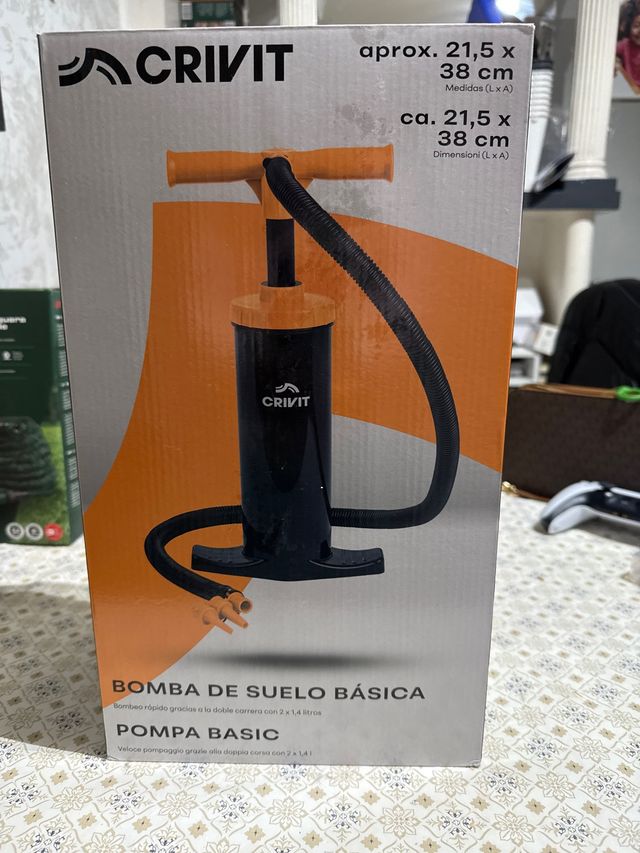 CRIVIT
aprox. 21,5 x
38 cm
Medidas (L x A)
ca. 21,5 x
38 cm
Dimensioni (L x A)
CRIVIT
BOMBA DE SUELO BÁSICA
Bombeo rápido gracias a la doble carrera con 2 x 1,4 litros
POMPA BASIC
Veloce pompaggio grazie alla doppia corsa con 2 x 1,4 l